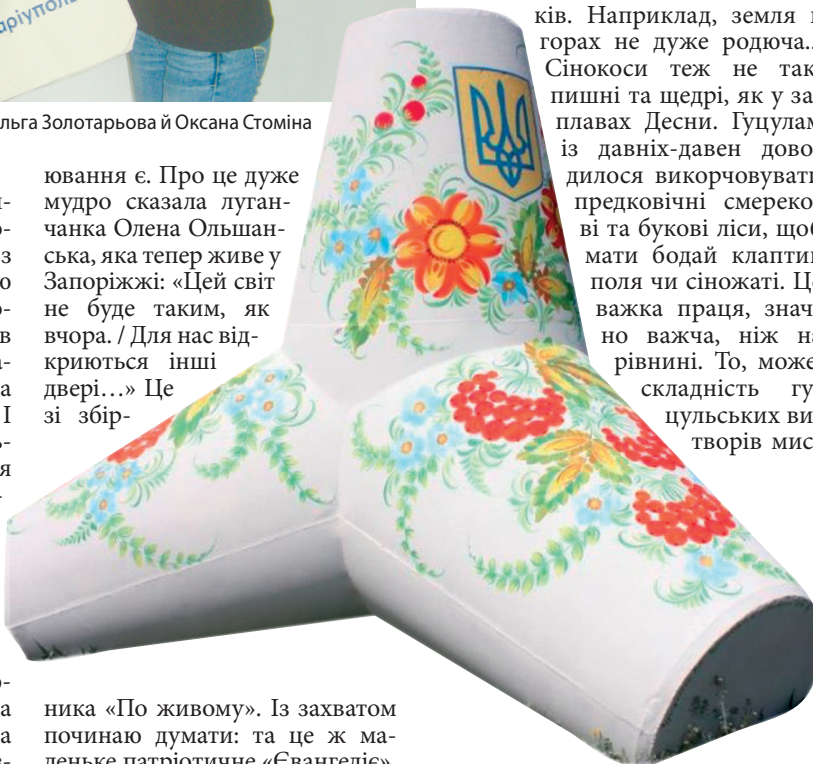 аріуполь
льга Золотарьова й Оксана Стоміна
ювання є. Про це дуже
мудро сказала луган-
чанка Олена Ольшан-
ська, яка тепер живе у
Запоріжжі: «Цей світ
не буде таким, як
вчора. / Для нас від-
криються інші
двері…» Це
зі збір-
ника «По живому». Із захватом
починаю думати: та це ж ма-
леньке патріотичне «Євангеліє»
ків. Наприклад, земля
горах не дуже родюча..
Сінокоси теж не так
пишні та щедрі, як у за
плавах Десни. Гуцулам
із давніх-давен дово
дилося викорчовувати
предковічні смереко
ві та букові ліси, щоб
мати бодай клаптик
поля чи сіножаті. Це
важка праця, знач
но важча, ніж на
рівнині. То, може
складність гу
цульських ви
творів мис